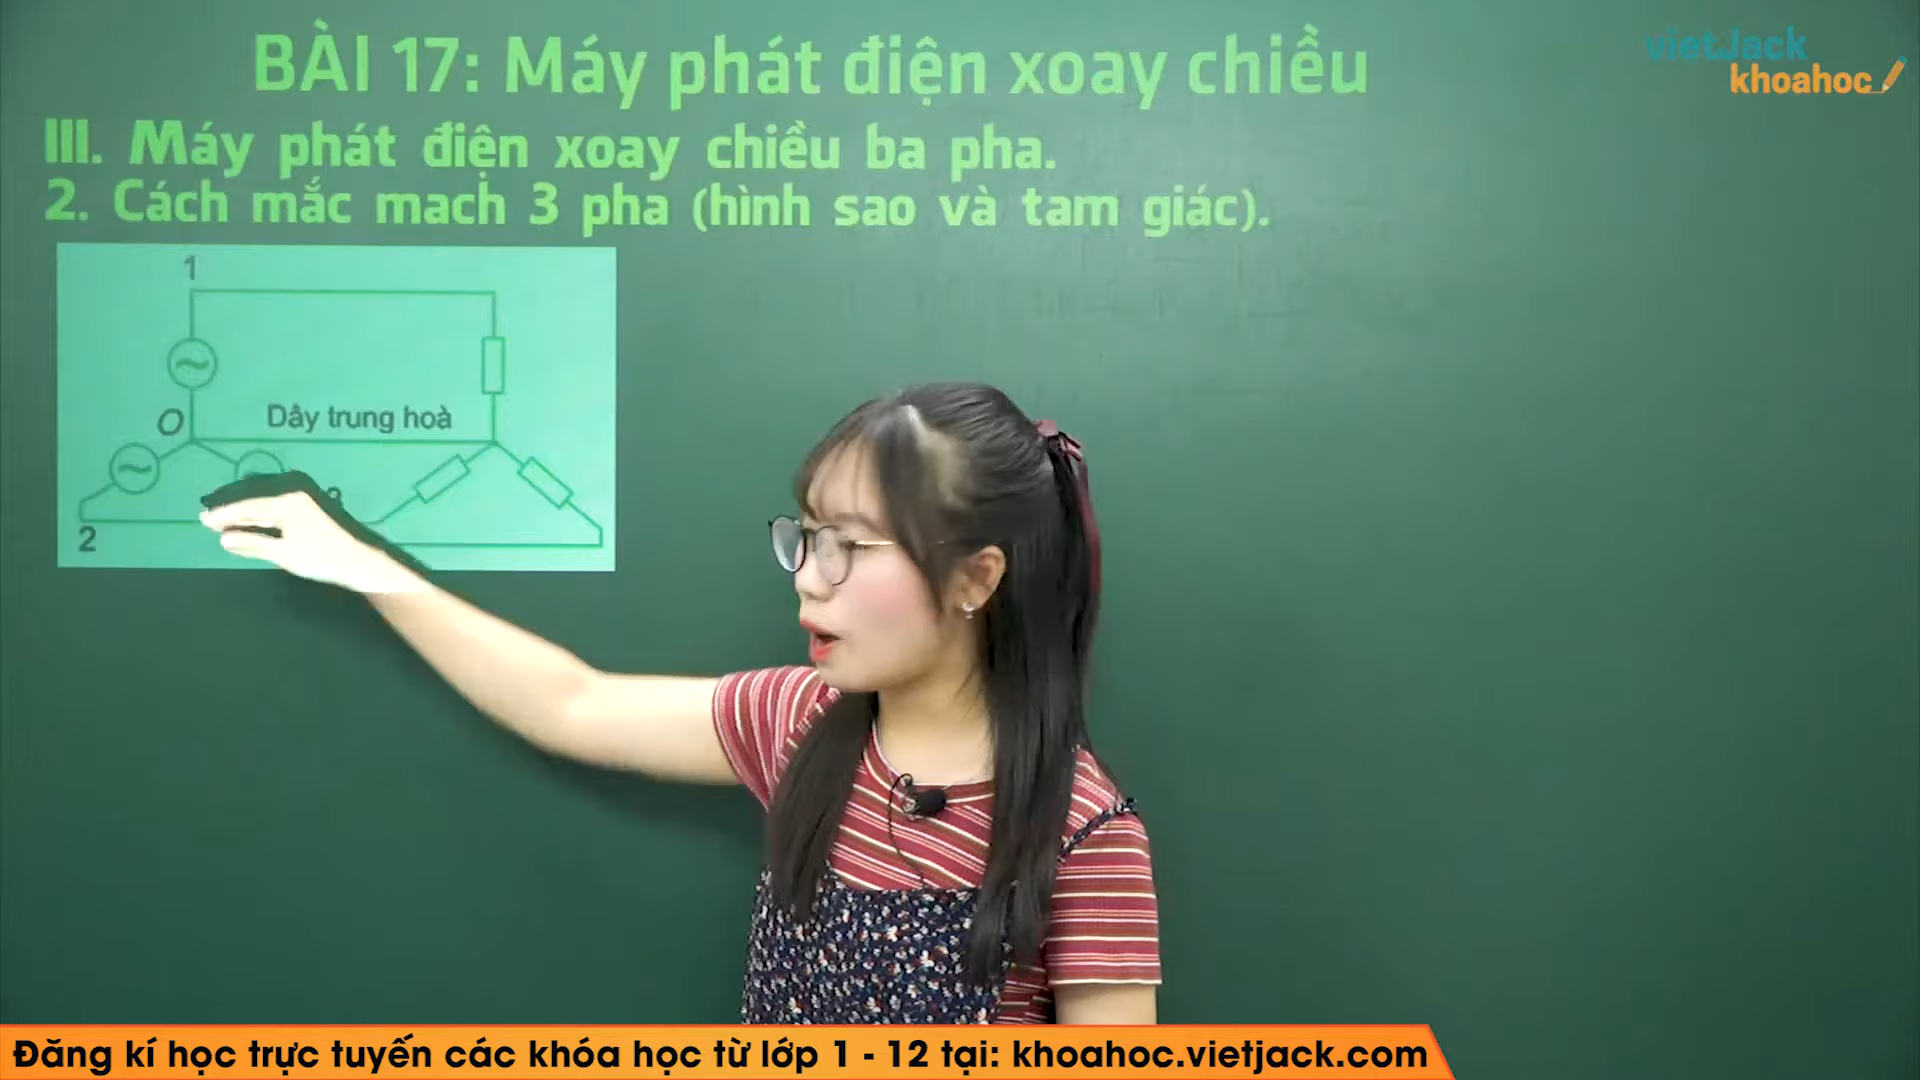 BÀI 17: Máy phát điện xoay chiều
vietJack
khoahoc
III. Máy phát điện xoay chiều ba pha.
2. Cách mắc mạch 3 pha (hình sao và tam giác).
1
O
Dây trung hoà
2
Đăng kí học trực tuyến các khóa học từ lớp 1 - 12 tại: khoahoc.vietjack.com